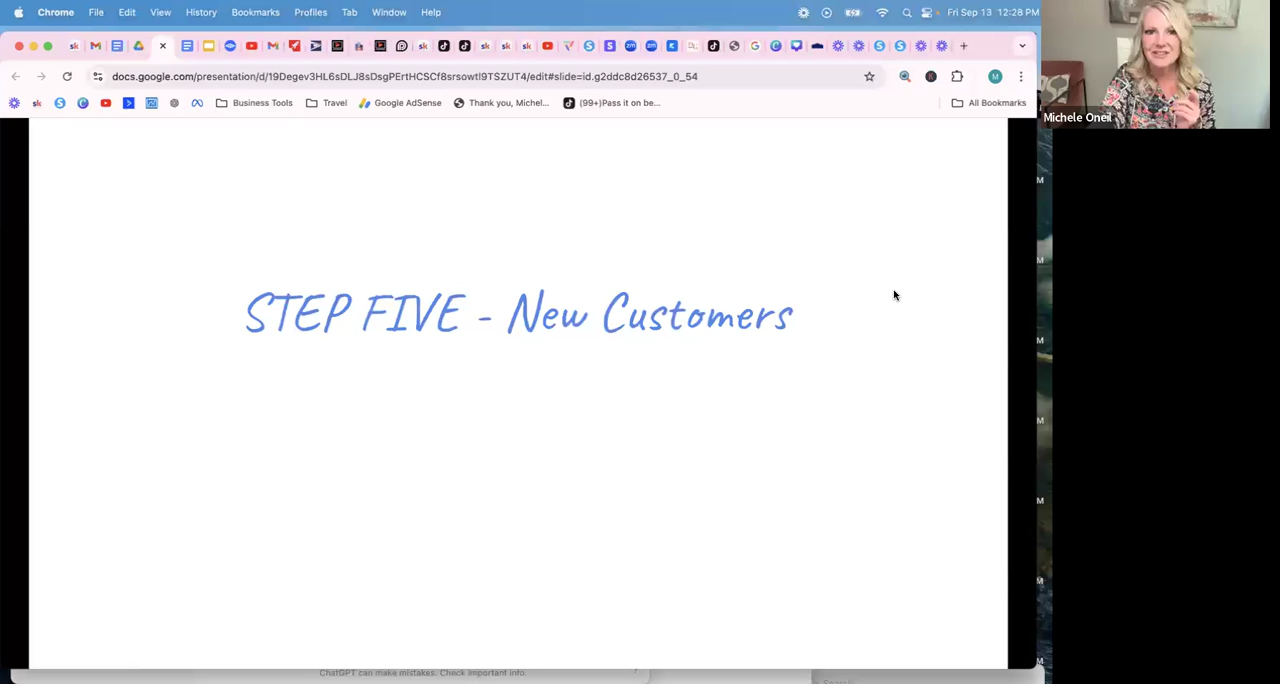 Chrome File Edit View History Bookmarks Profiles Tab Window Help Fri Sep 13 12:28 PM
docs.google.com/presentation/d/19Degev3HL6sDLJ8sDsgPErtHCSCf8srsowtl9TSZUT4/edit#slide=id.g2ddc8d26537_0_54
Business Tools Travel Google AdSense Thank you, Michel... (99+)Pass it on be... All Bookmarks
Michele Oneil
STEP FIVE - New Customers
M
M
M
M
M
M
M
ChatGPT can make mistakes. Check important info.
Search